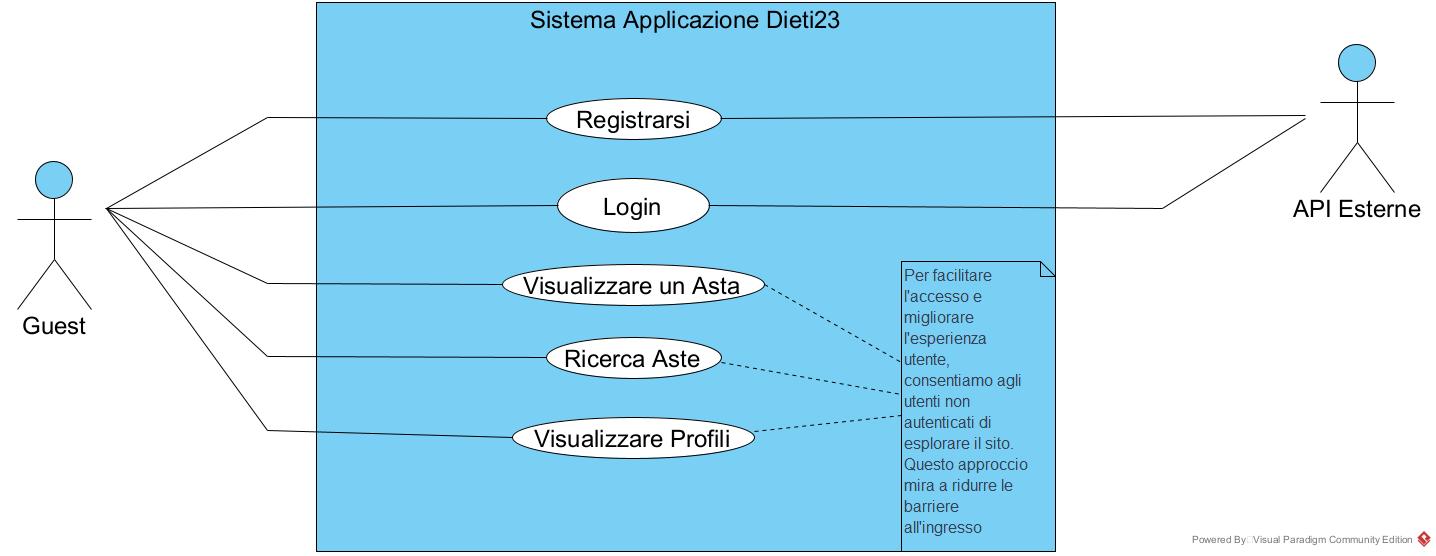 Sistema Applicazione Dieti23
Registrarsi
Login
Visualizzare un Asta
Ricerca Aste
Visualizzare Profili
Guest
API Esterne
Per facilitare
l'accesso e
migliorare
l'esperienza
utente,
consentiamo agli
utenti non
autenticati di
esplorare il sito.
Questo approccio
mira a ridurre le
barriere
all'ingresso
Powered By Visual Paradigm Community Edition